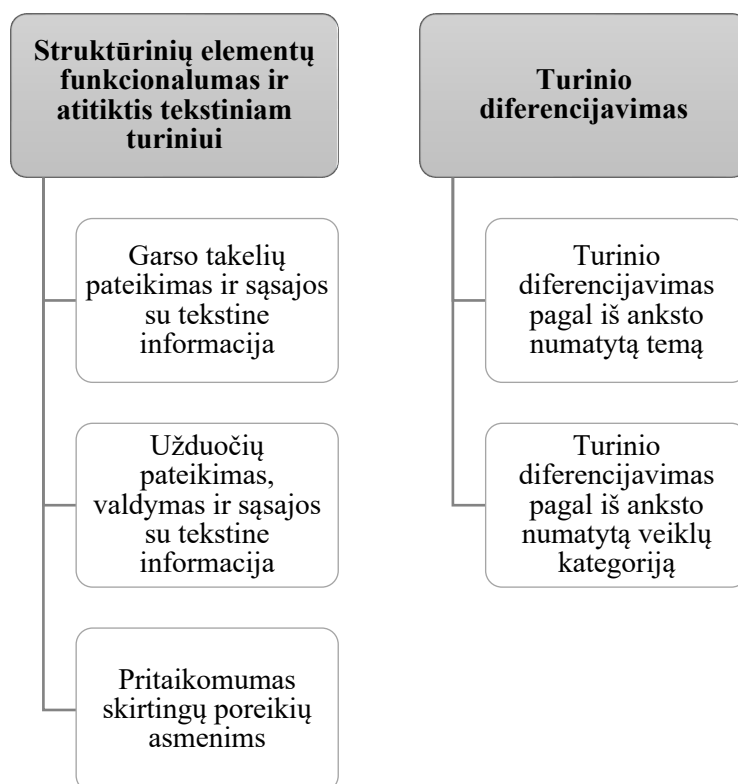 Struktūrinių elementų
funkcionalumas ir
atitiktis tekstiniam
turiniui
Garso takelių
pateikimas ir sąsajos
su tekstine
informacija
Užduočių
pateikimas,
valdymas ir sąsajos
su tekstine
informacija
Pritaikomumas
skirtingų poreikių
asmenims
Turinio
diferencijavimas
Turinio
diferencijavimas
pagal iš anksto
numatytą temą
Turinio
diferencijavimas
pagal iš anksto
numatytą veiklų
kategoriją